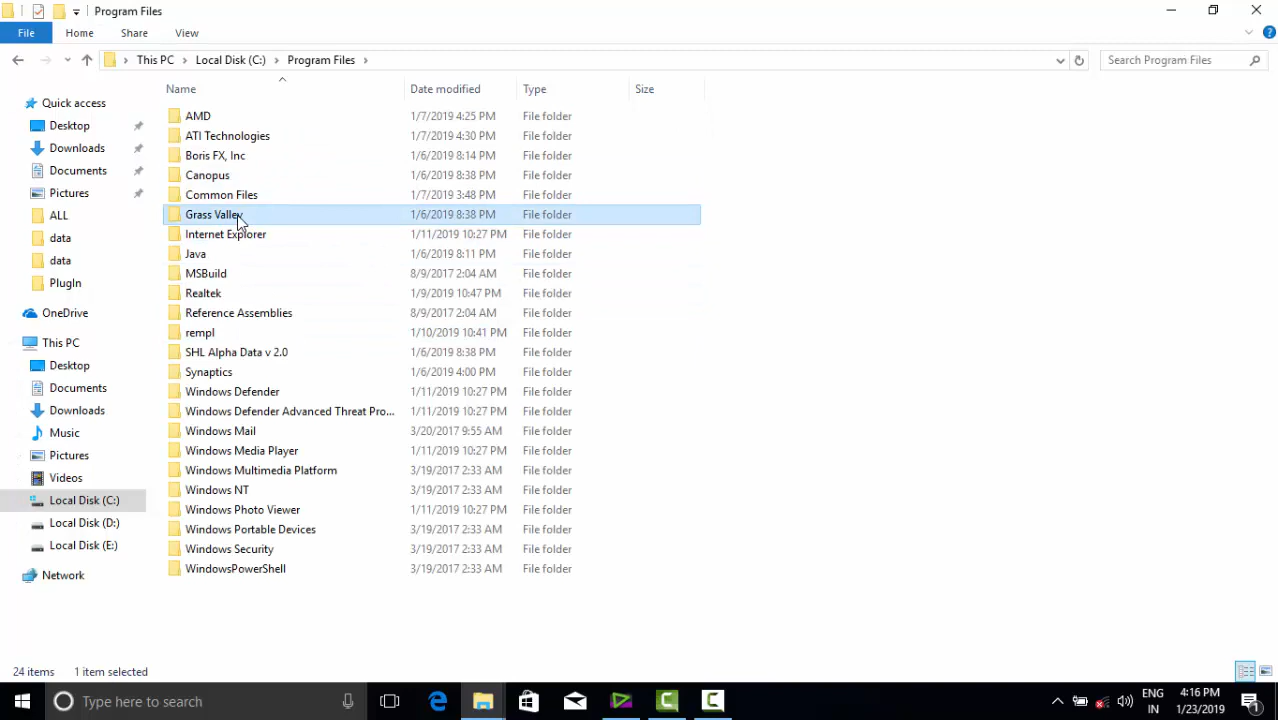 Program Files
File Home Share View
This PC Local Disk (C:) Program Files Search Program Files
Name Date modified Type Size
Quick access
Desktop
Downloads
Documents
Pictures
ALL
data
data
PlugIn
OneDrive
This PC
Desktop
Documents
Downloads
Music
Pictures
Videos
Local Disk (C:)
Local Disk (D:)
Local Disk (E:)
Network
AMD 1/7/2019 4:25 PM File folder
ATI Technologies 1/7/2019 4:30 PM File folder
Boris FX, Inc 1/6/2019 8:14 PM File folder
Canopus 1/6/2019 8:38 PM File folder
Common Files 1/7/2019 3:48 PM File folder
Grass Valley 1/6/2019 8:38 PM File folder
Internet Explorer 1/11/2019 10:27 PM File folder
Java 1/6/2019 8:11 PM File folder
MSBuild 8/9/2017 2:04 AM File folder
Realtek 1/9/2019 10:47 PM File folder
Reference Assemblies 8/9/2017 2:04 AM File folder
rempl 1/10/2019 10:41 PM File folder
SHL Alpha Data v 2.0 1/6/2019 8:38 PM File folder
Synaptics 1/6/2019 4:00 PM File folder
Windows Defender 1/11/2019 10:27 PM File folder
Windows Defender Advanced Threat Pro... 1/11/2019 10:27 PM File folder
Windows Mail 3/20/2017 9:55 AM File folder
Windows Media Player 1/11/2019 10:27 PM File folder
Windows Multimedia Platform 3/19/2017 2:33 AM File folder
Windows NT 3/19/2017 2:33 AM File folder
Windows Photo Viewer 1/11/2019 10:27 PM File folder
Windows Portable Devices 3/19/2017 2:33 AM File folder
Windows Security 3/19/2017 2:33 AM File folder
WindowsPowerShell 3/19/2017 2:33 AM File folder
24 items 1 item selected
Type here to search
ENG
IN
4:16 PM
1/23/2019
1